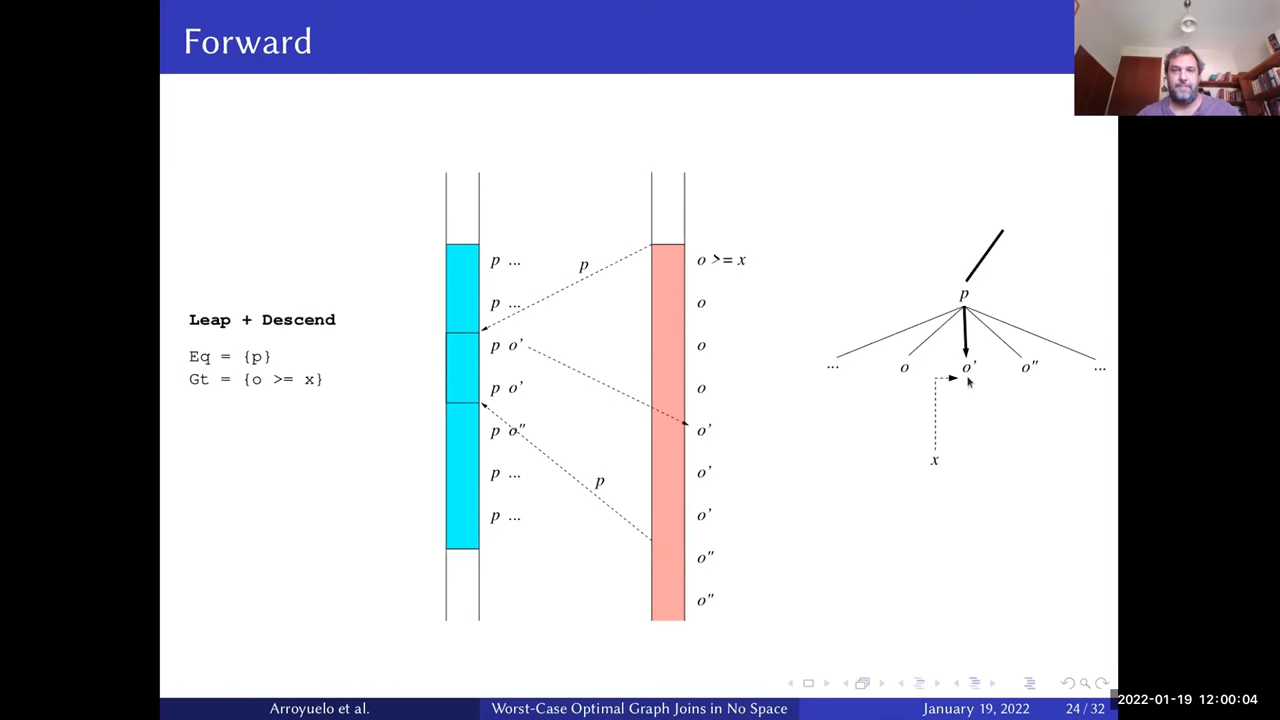 Forward
Leap + Descend
Eq = {p}
Gt = {o >= x}
p ...
p ...
p o'
p o'
p o"
p ...
p ...
p
p
o >= x
o
o
o
o'
o'
o'
o"
o"
p
... o o' o" ...
x
Arroyuelo et al. Worst-Case Optimal Graph Joins in No Space January 19, 2022 24 / 32
2022-01-19 12:00:04